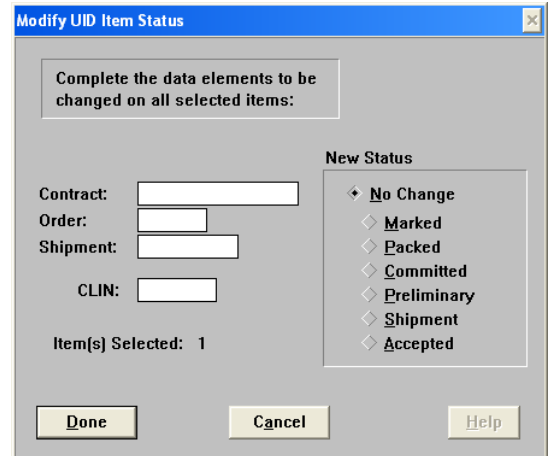 Modify UID Item Status
Complete the data elements to be
changed on all selected items:
New Status
Contract:
Order:
Shipment:
CLIN:
Item(s) Selected: 1
No Change
Marked
Packed
Committed
Preliminary
Shipment
Accepted
Done
Cancel
Help